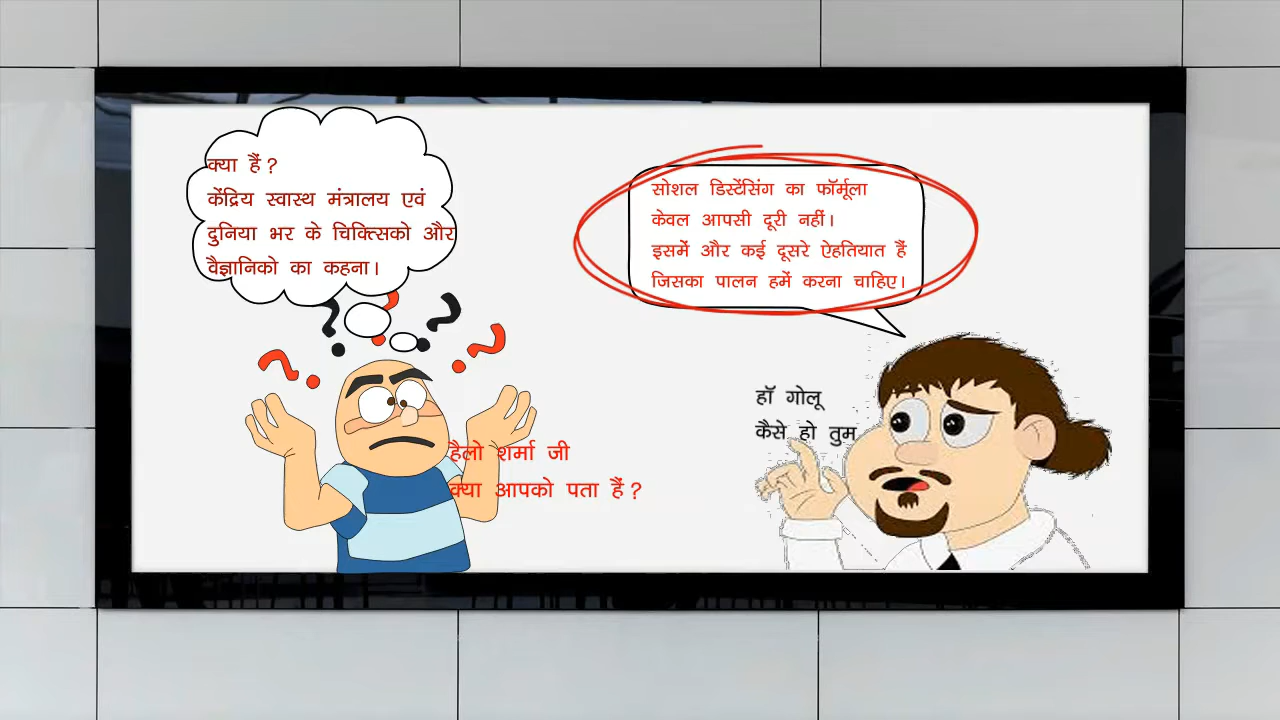 क्या हैं ?
केंद्रिय स्वास्थ मंत्रालय एवं
दुनिया भर के चिकित्सिको और
वैज्ञानिको का कहना।
सोशल डिस्टेंसिंग का फॉर्मूला
केवल आपसी दूरी नहीं।
इसमें और कई दूसरे ऐहतियात हैं
जिसका पालन हमें करना चाहिए।
हॉ गोलू
कैसे हो तुम
हैलो शर्मा जी
क्या आपको पता हैं ?